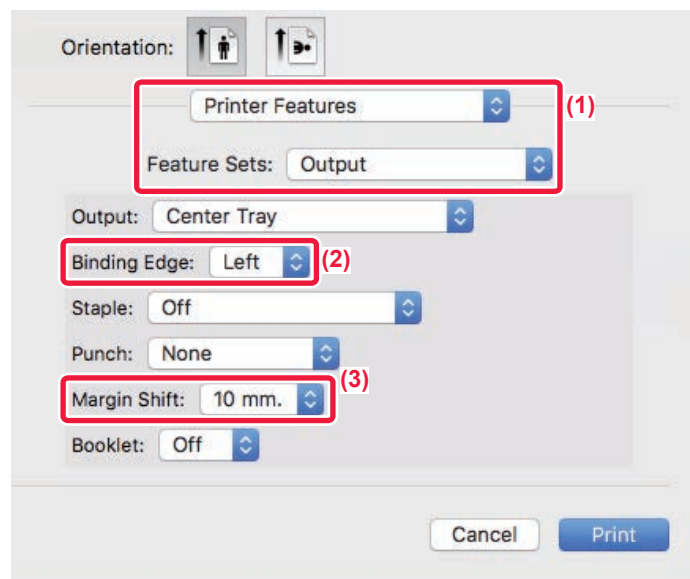 Orientation:
Printer Features
(1)
Feature Sets: Output
Output: Center Tray
Binding Edge: Left
(2)
Staple: Off
Punch: None
(3)
Margin Shift: 10 mm.
Booklet: Off
Cancel Print